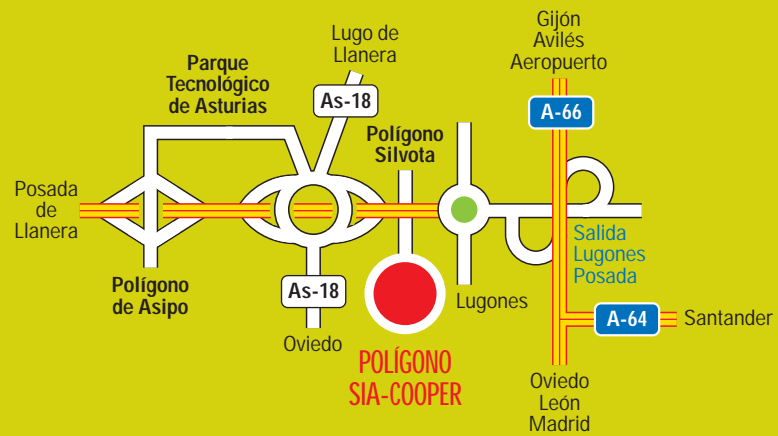 Gijón
Avilés
Aeropuerto
Lugo de
Llanera
Parque
Tecnológico
de Asturias
As-18
A-66
Polígono
Silvota
Posada
de
Llanera
Salida
Lugones
Posada
Polígono
de Asipo
As-18
Lugones
A-64
Santander
Oviedo
POLÍGONO
SIA-COOPER
Oviedo
León
Madrid